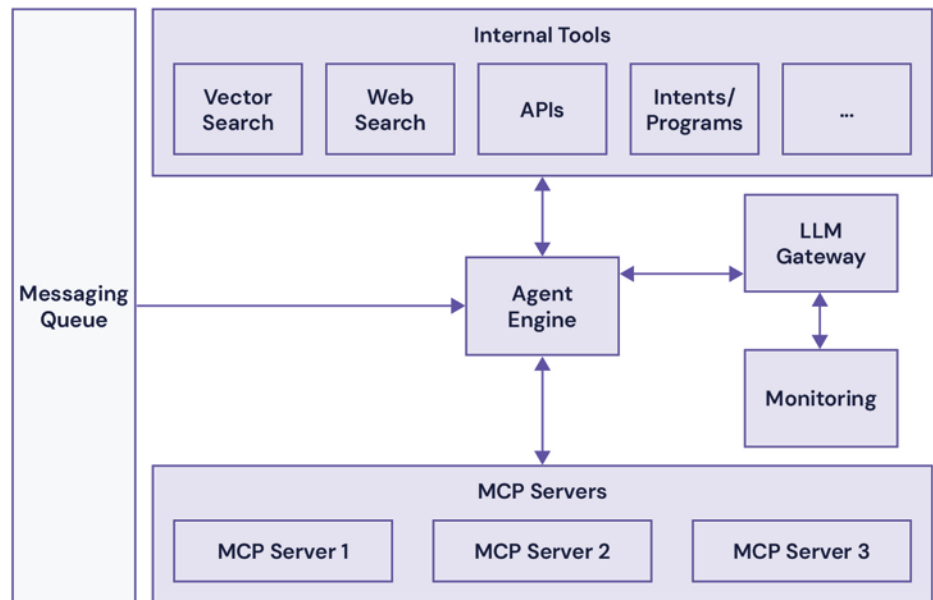 Internal Tools
Vector
Search
Web
Search
APIs
Intents/
Programs
...
LLM
Gateway
Messaging
Queue
Agent
Engine
Monitoring
MCP Servers
MCP Server 1
MCP Server 2
MCP Server 3